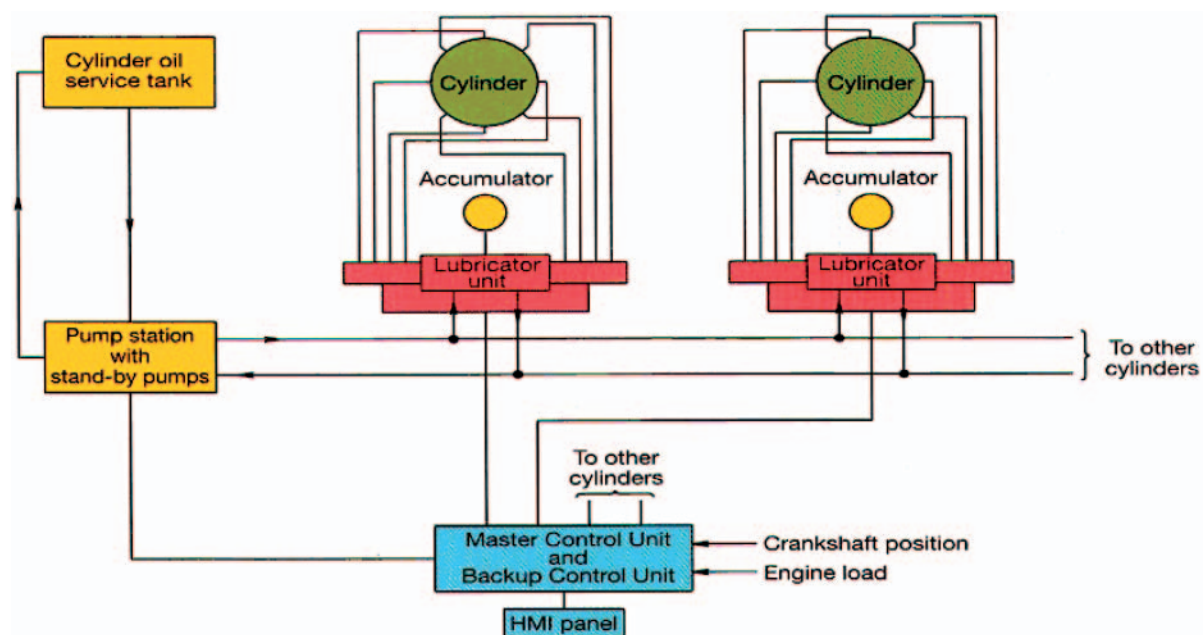 Cylinder oil
service tank
Cylinder
Cylinder
Accumulator
Accumulator
Lubricator
unit
Lubricator
unit
Pump station
with
stand-by pumps
To other
cylinders
To other
cylinders
Master Control Unit
and
Backup Control Unit
Crankshaft position
Engine load
HMI panel